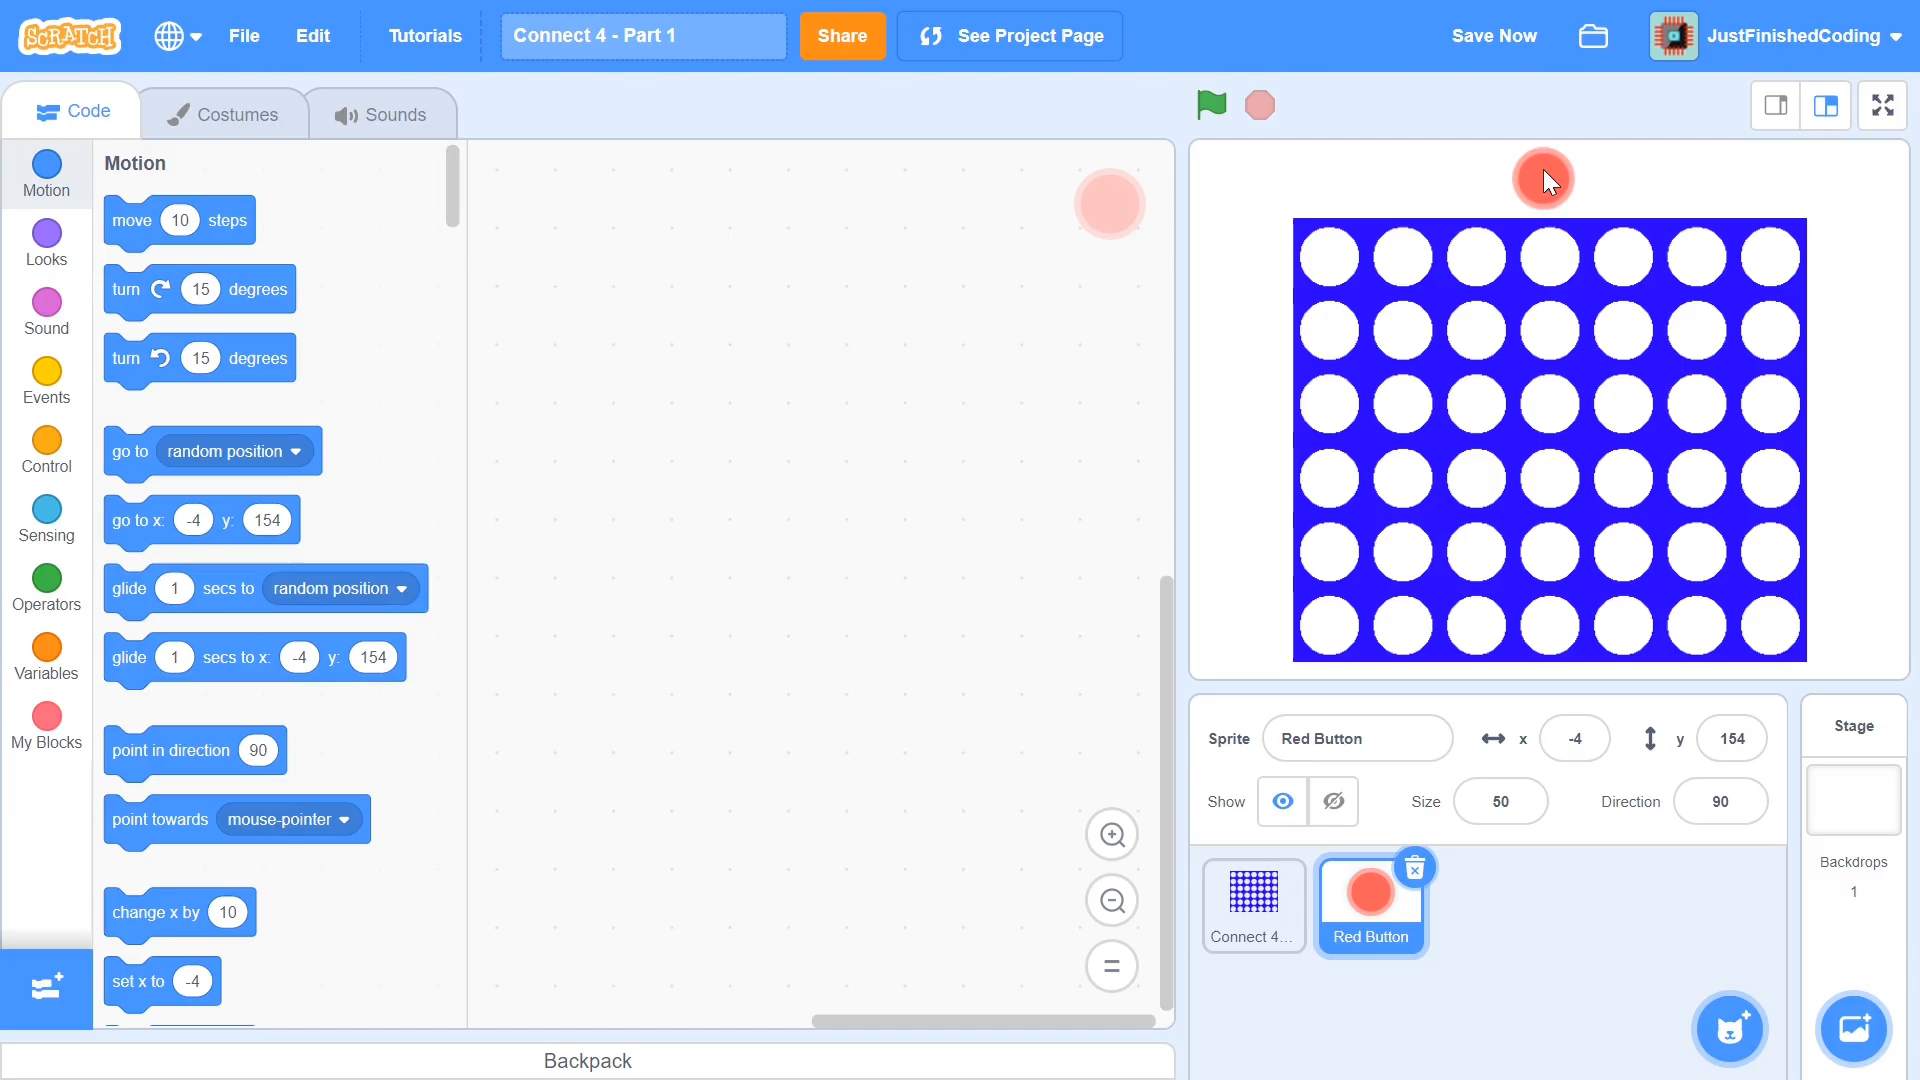 SCRATCH File Edit Tutorials Connect 4 - Part 1 Share See Project Page Save Now JustFinishedCoding
Code Costumes Sounds
Motion
Looks
Sound
Events
Control
Sensing
Operators
Variables
My Blocks
Motion
move 10 steps
turn 15 degrees
turn 15 degrees
go to random position
go to x: -4 y: 154
glide 1 secs to random position
glide 1 secs to x: -4 y: 154
point in direction 90
point towards mouse-pointer
change x by 10
set x to -4
Backpack
Sprite Red Button x -4 y 154
Show Size 50 Direction 90
Connect 4...
Red Button
Stage
Backdrops
1